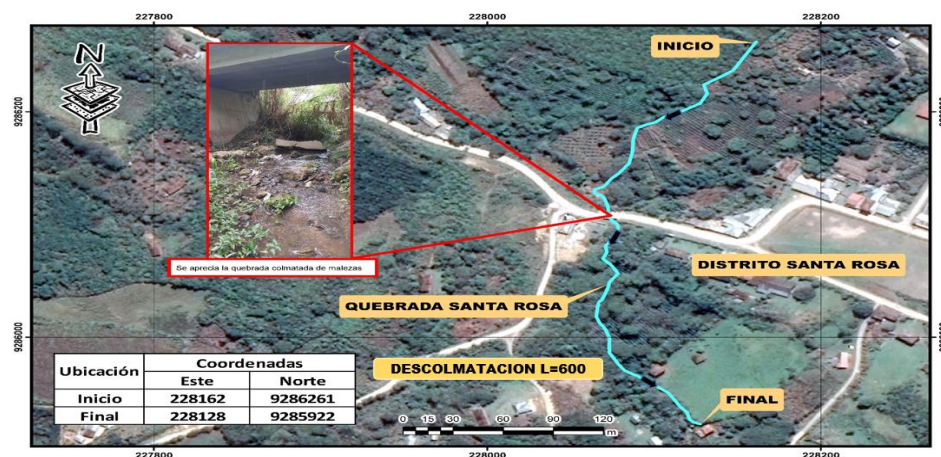 227800 228000 228200
N
INICIO
9286200
Se aprecia la quebrada colmatada de malezas
DISTRITO SANTA ROSA
QUEBRADA SANTA ROSA
9286000
DESCOLMATACION L=600
Ubicación Coordenadas
Este Norte
Inicio 228162 9286261
Final 228128 9285922
FINAL
0 15 30 60 90 120
m
227800 228000 228200